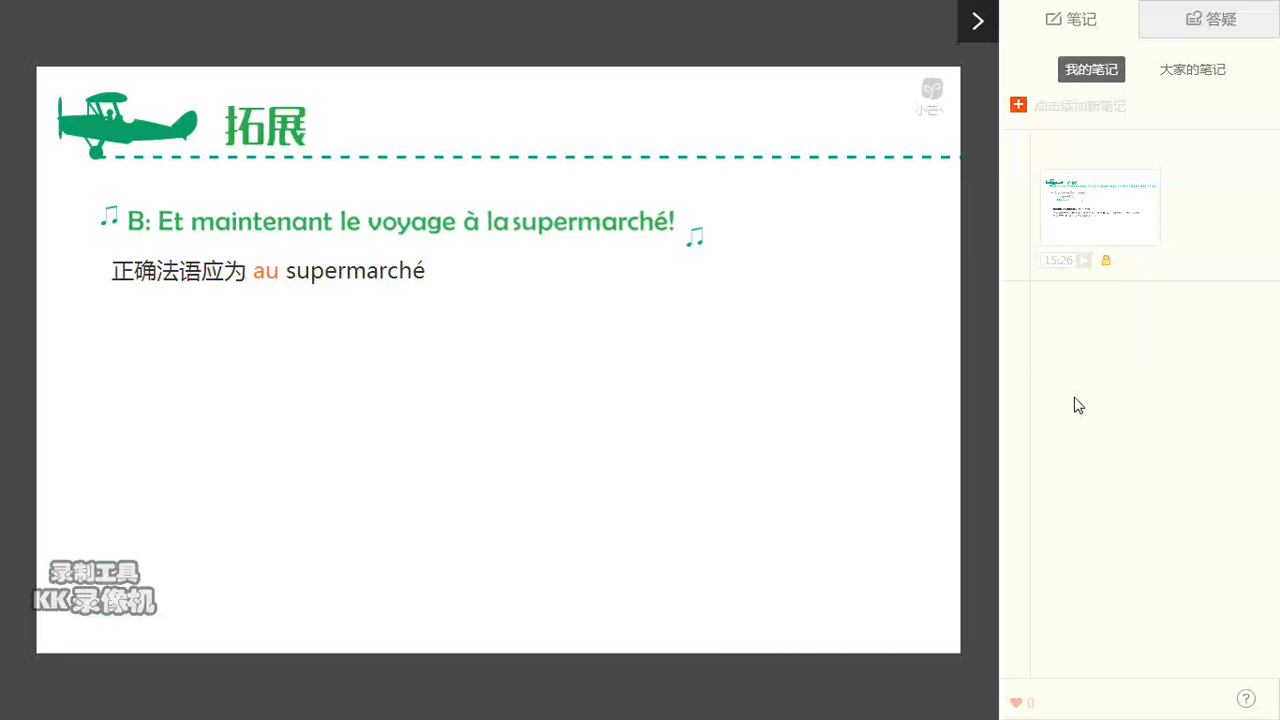 笔记
答疑
我的笔记
大家的笔记
点击添加新笔记
拓展
B: Et maintenant le voyage à la supermarché!
正确法语应为 au supermarché
15:26
录制工具
KK 录像机
0
?